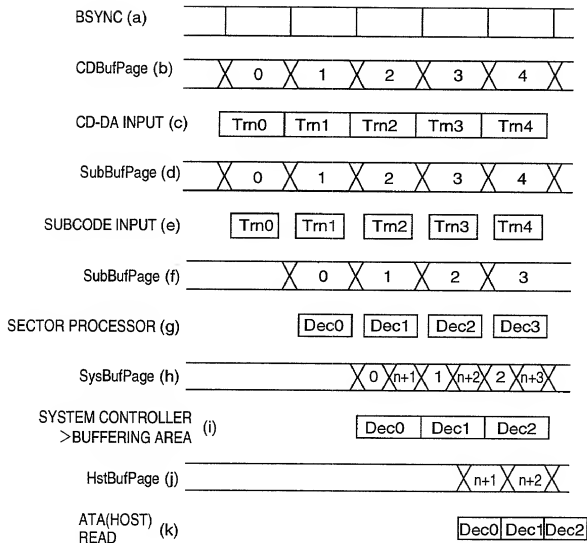 BSYNC (a)
CDBufPage (b) 0 1 2 3 4
CD-DA INPUT (c) Trn0 Trn1 Trn2 Trn3 Trn4
SubBufPage (d) 0 1 2 3 4
SUBCODE INPUT (e) Trn0 Trn1 Trn2 Trn3 Trn4
SubBufPage (f) 0 1 2 3
SECTOR PROCESSOR (g) Dec0 Dec1 Dec2 Dec3
SysBufPage (h) 0 n+1 1 n+2 2 n+3
SYSTEM CONTROLLER
>BUFFERING AREA (i) Dec0 Dec1 Dec2
HstBufPage (j) n+1 n+2
ATA(HOST)
READ (k) Dec0 Dec1 Dec2